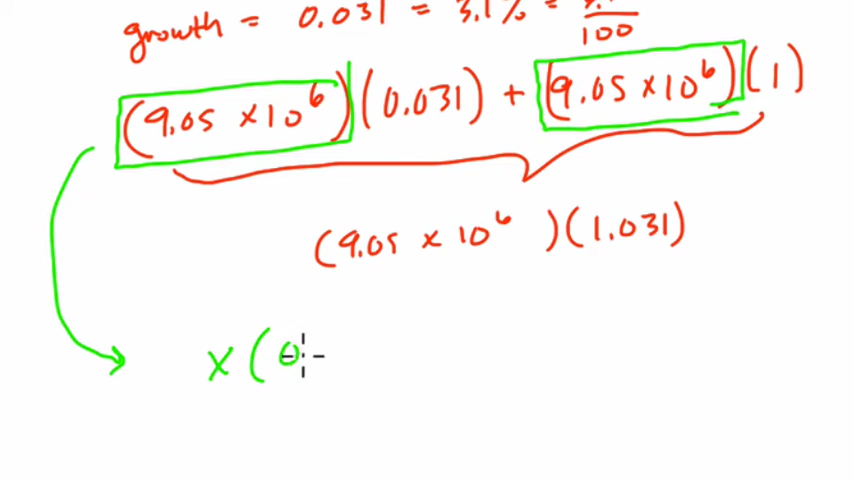 growth = 0.031 = 3.1% =
100
(9.05 × 10⁶)(0.031) + (9.05 × 10⁶)(1)
(9.05 × 10⁶ )(1.031)
x (0